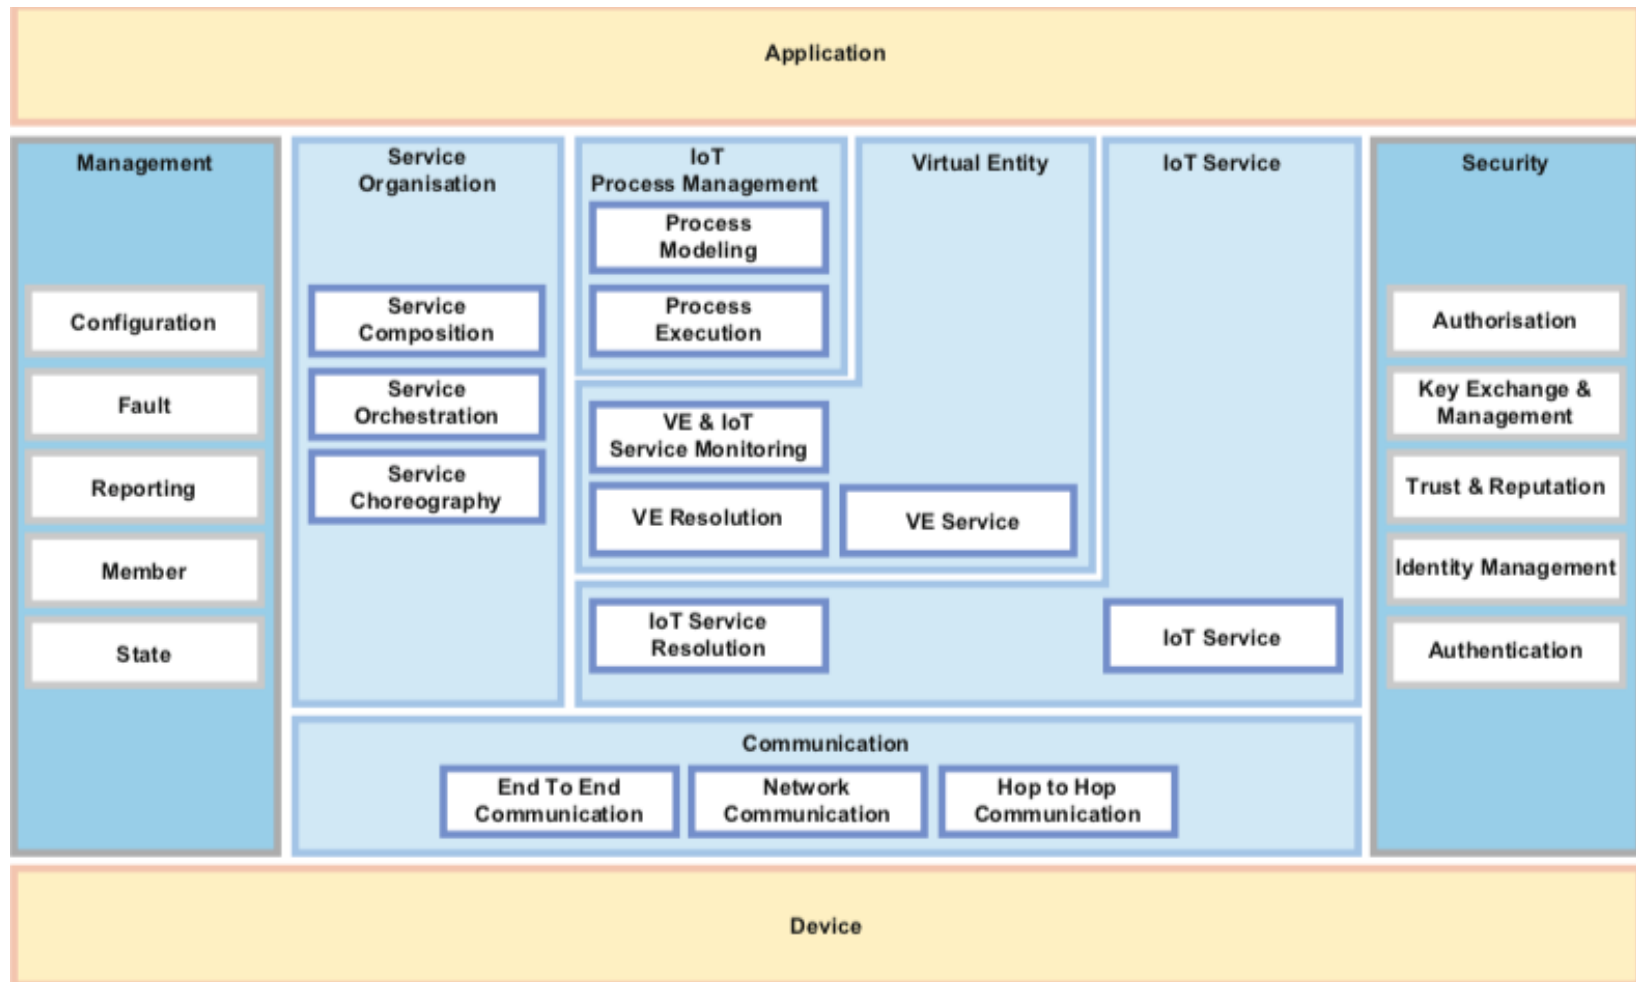 Application
Management
Configuration
Fault
Reporting
Member
State
Service
Organisation
Service
Composition
Service
Orchestration
Service
Choreography
IoT
Process Management
Process
Modeling
Process
Execution
Virtual Entity
VE & IoT
Service Monitoring
VE Resolution
VE Service
IoT Service
IoT Service
Resolution
IoT Service
Security
Authorisation
Key Exchange &
Management
Trust & Reputation
Identity Management
Authentication
Communication
End To End
Communication
Network
Communication
Hop to Hop
Communication
Device